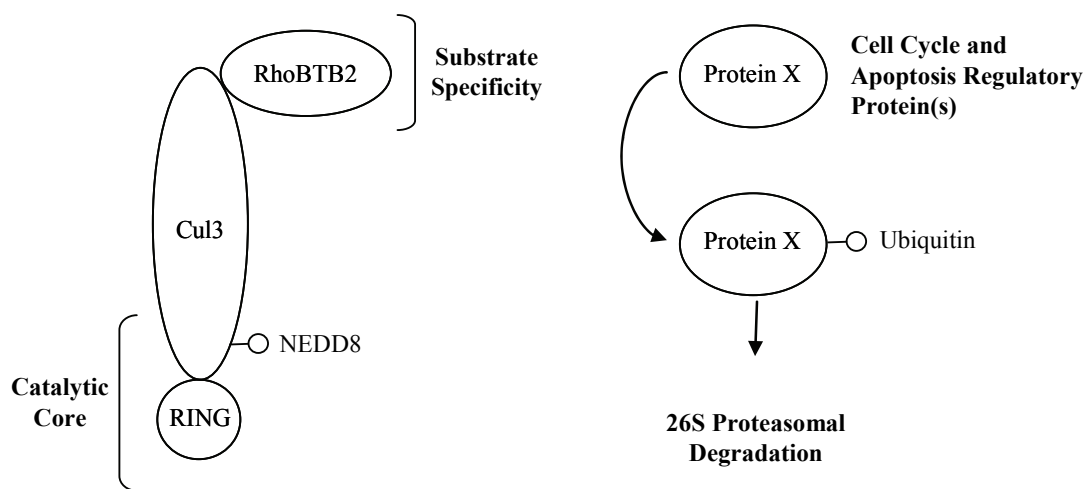 RhoBTB2
Substrate
Specificity
Cul3
NEDD8
Catalytic
Core
RING
Protein X
Cell Cycle and
Apoptosis Regulatory
Protein(s)
Protein X
Ubiquitin
26S Proteasomal
Degradation